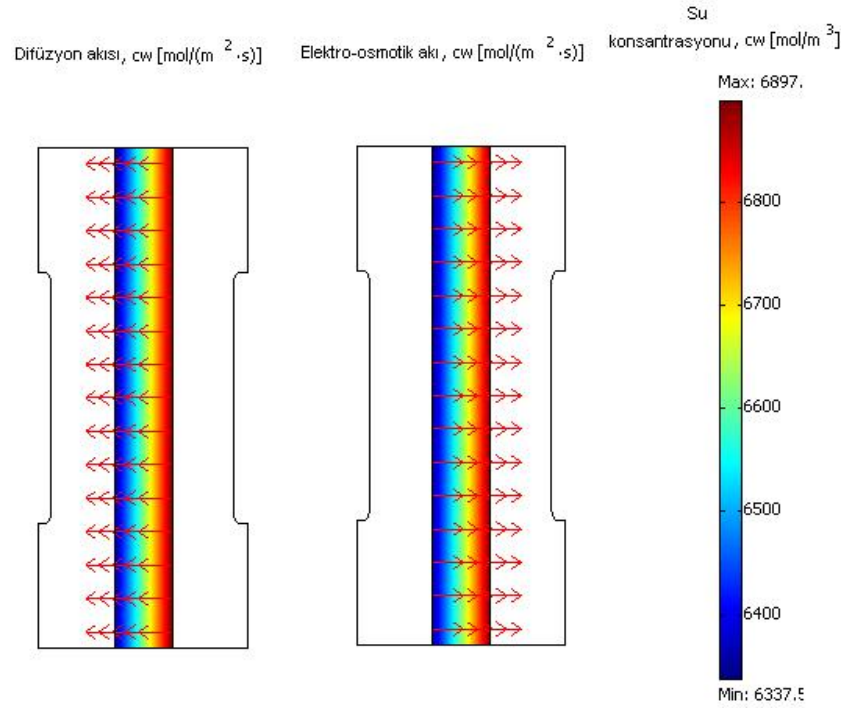 Difüzyon akısı, cw [mol/(m 2 ·s)]
Elektro-osmotik akı, cw [mol/(m 2 ·s)]
Su
konsantrasyonu, cw [mol/m 3]
Max: 6897.
6800
6700
6600
6500
6400
Min: 6337.5